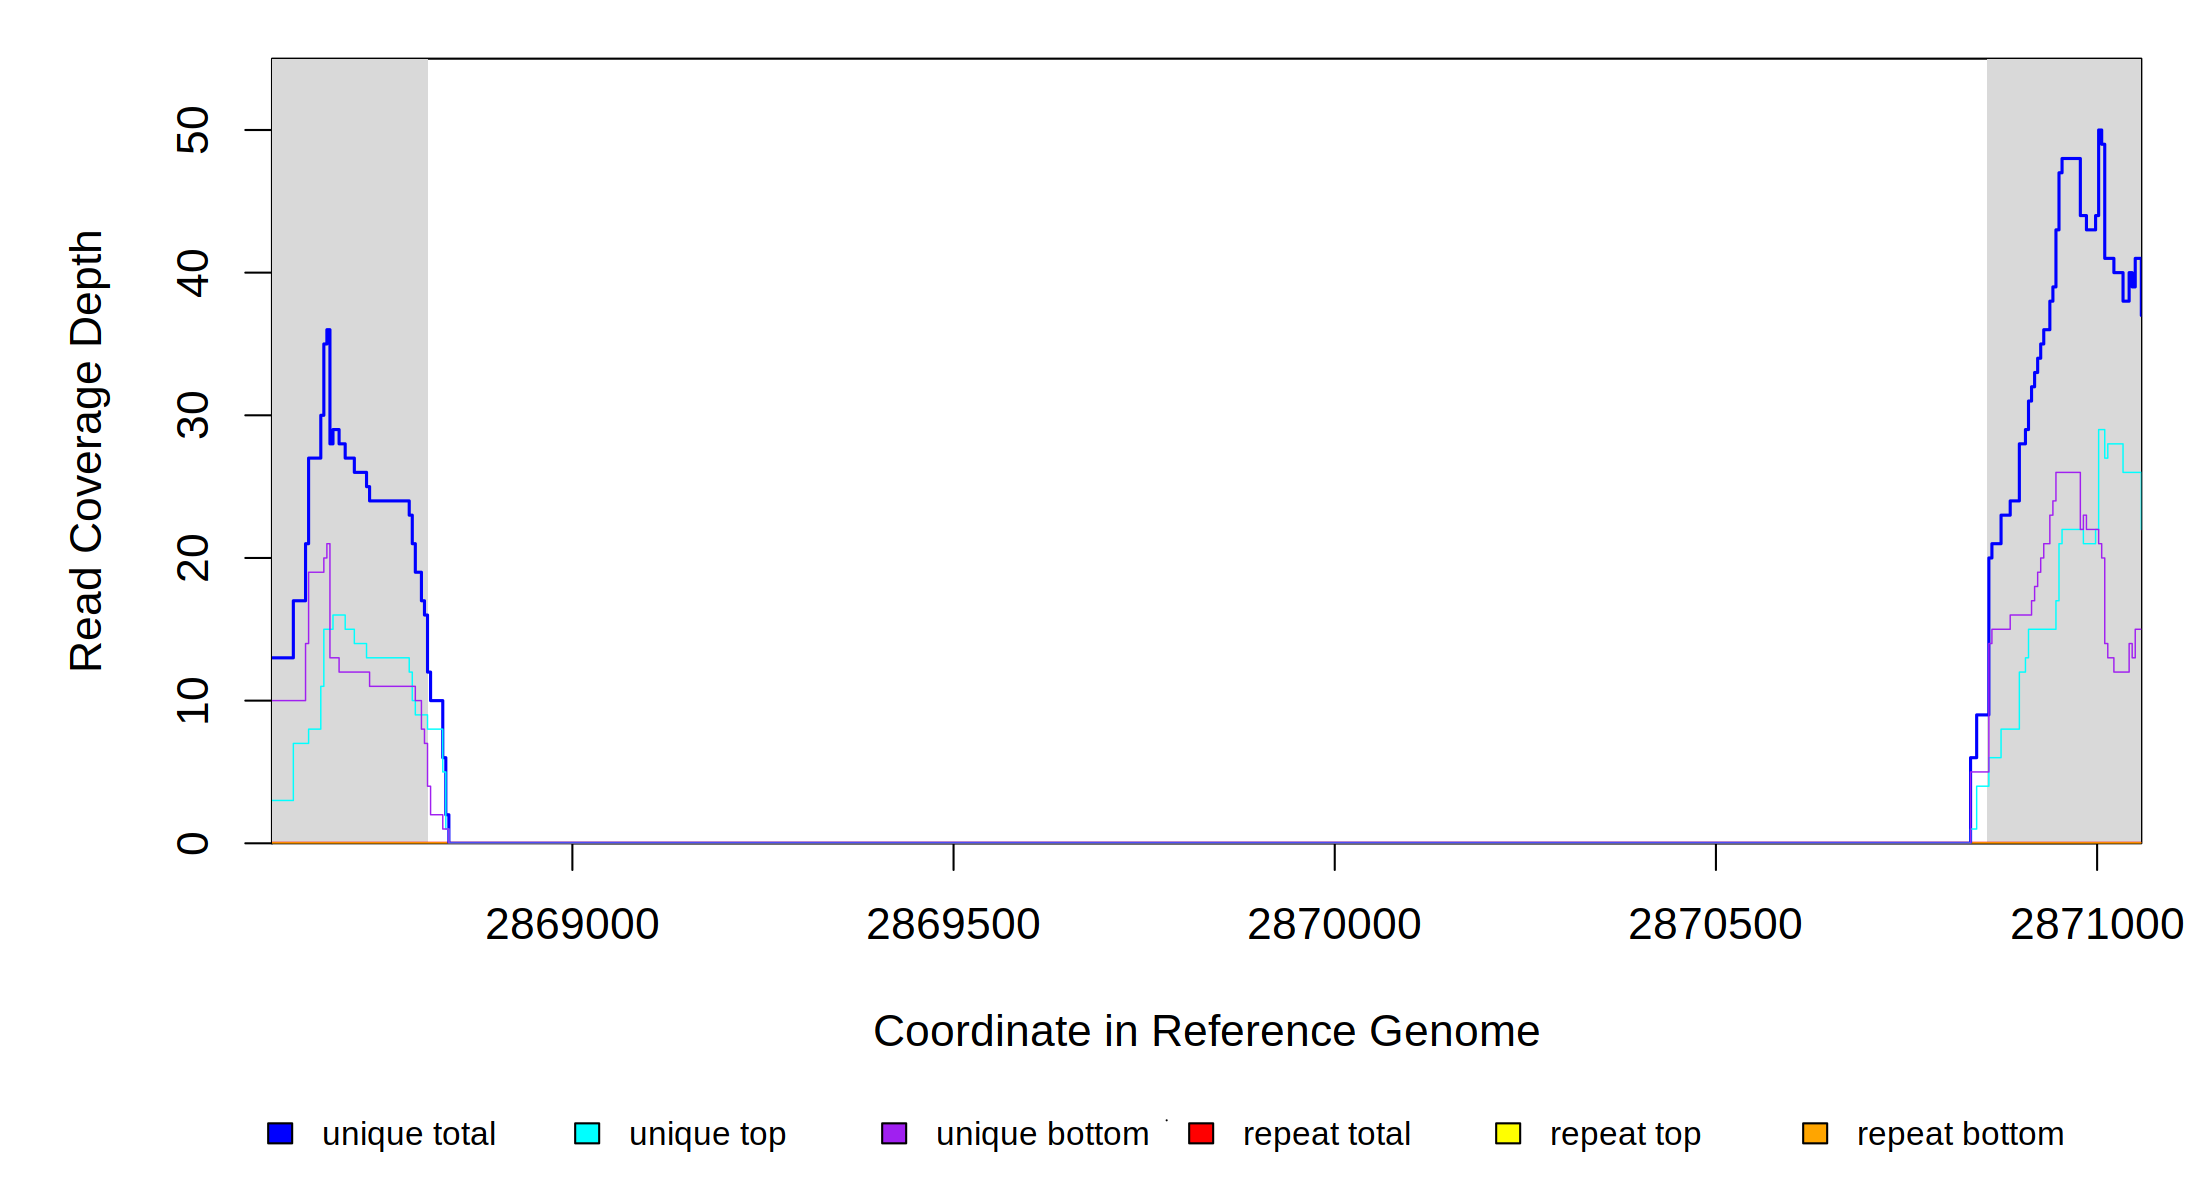 50
40
30
20
10
0
Read Coverage Depth
2869000 2869500 2870000 2870500 2871000
Coordinate in Reference Genome
unique total unique top unique bottom repeat total repeat top repeat bottom